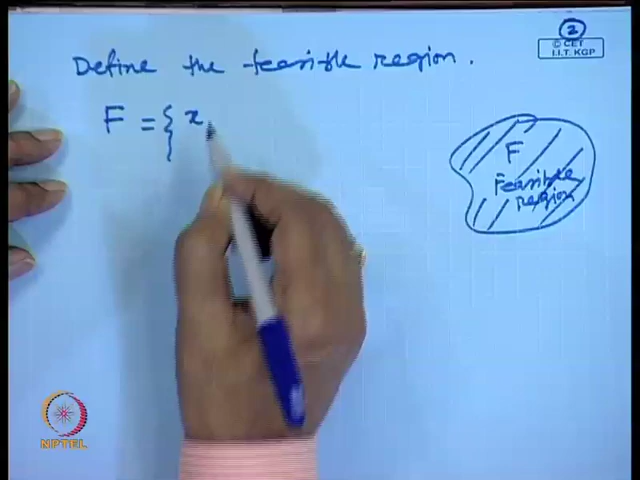 2
© CET
I.I.T. KGP
Define the feasible region.
F = { x
F
Feasible
region
NPTEL